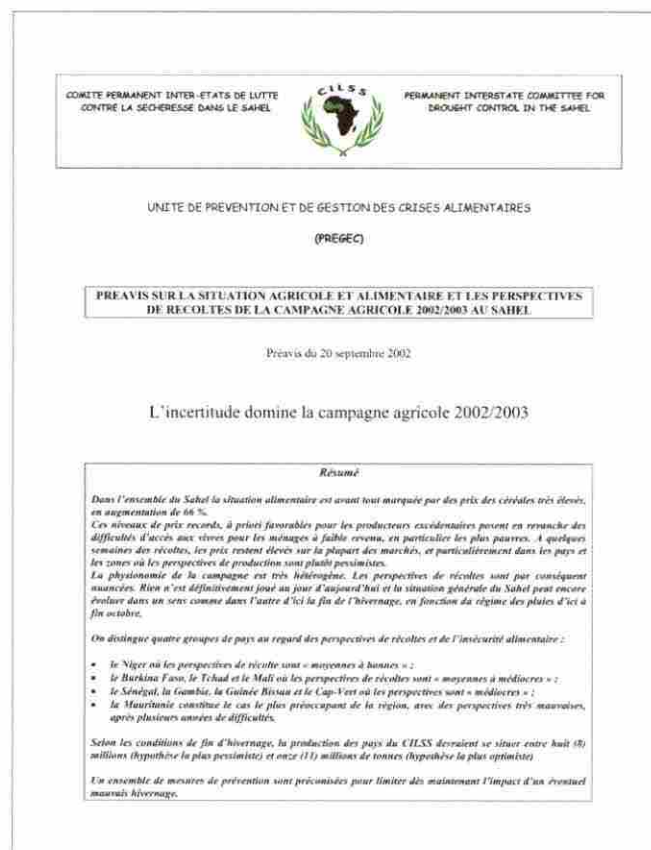 COMITE PERMANENT INTER-ETATS DE LUTTE
CONTRE LA SECHERESSE DANS LE SAHEL
CILSS
PERMANENT INTERSTATE COMMITTEE FOR
DROUGHT CONTROL IN THE SAHEL
UNITE DE PREVENTION ET DE GESTION DES CRISES ALIMENTAIRES
(PREGEC)
PREAVIS SUR LA SITUATION AGRICOLE ET ALIMENTAIRE ET LES PERSPECTIVES
DE RECOLTES DE LA CAMPAGNE AGRICOLE 2002/2003 AU SAHEL
Préavis du 20 septembre 2002
L'incertitude domine la campagne agricole 2002/2003
Résumé
Dans l'ensemble du Sahel la situation alimentaire est avant tout marquée par des prix des céréales très élevés,
en augmentation de 66 %.
Ces niveaux de prix records, à priori favorables pour les producteurs excédentaires posent en revanche des
difficultés d'accès aux vivres pour les ménages à faible revenu, en particulier les plus pauvres. A quelques
semaines des récoltes, les prix restent élevés sur la plupart des marchés, et particulièrement dans les pays et
les zones où les perspectives de production sont plutôt pessimistes.
La physionomie de la campagne est très hétérogène. Les perspectives de récoltes sont par conséquent
nuancées. Rien n'est définitivement joué au jour d'aujourd'hui et la situation générale du Sahel peut encore
évoluer dans un sens comme dans l'autre d'ici la fin de l'hivernage, en fonction du régime des pluies d'ici à
fin octobre.
On distingue quatre groupes de pays au regard des perspectives de récoltes et de l'insécurité alimentaire :
• le Niger où les perspectives de récolte sont « moyennes à bonnes » ;
• le Burkina Faso, le Tchad et le Mali où les perspectives de récoltes sont « moyennes à médiocres » ;
• le Sénégal, la Gambie, la Guinée Bissau et le Cap-Vert où les perspectives sont « médiocres » ;
• la Mauritanie constitue le cas le plus préoccupant de la région, avec des perspectives très mauvaises,
après plusieurs années de difficultés.
Selon les conditions de fin d'hivernage, la production des pays du CILSS devraient se situer entre huit (8)
millions (hypothèse la plus pessimiste) et onze (11) millions de tonnes (hypothèse la plus optimiste)
Un ensemble de mesures de prévention sont préconisées pour limiter dès maintenant l'impact d'un éventuel
mauvais hivernage.